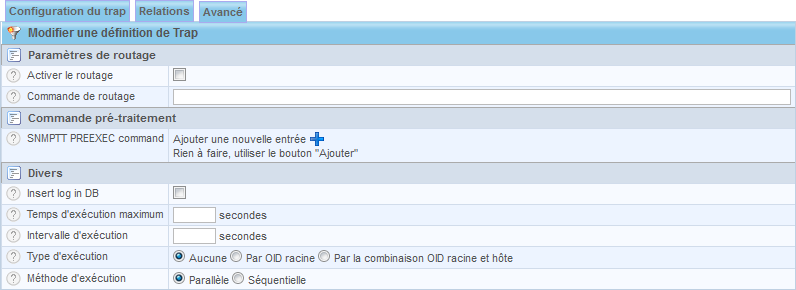 Configuration du trap Relations Avancé
Modifier une définition de Trap
Paramètres de routage
Activer le routage
Commande de routage
Commande pré-traitement
SNMPTT PREEXEC command Ajouter une nouvelle entrée
Rien à faire, utiliser le bouton "Ajouter"
Divers
Insert log in DB
Temps d'exécution maximum secondes
Intervalle d'exécution secondes
Type d'exécution Aucune Par OID racine Par la combinaison OID racine et hôte
Méthode d'exécution Parallèle Séquentielle